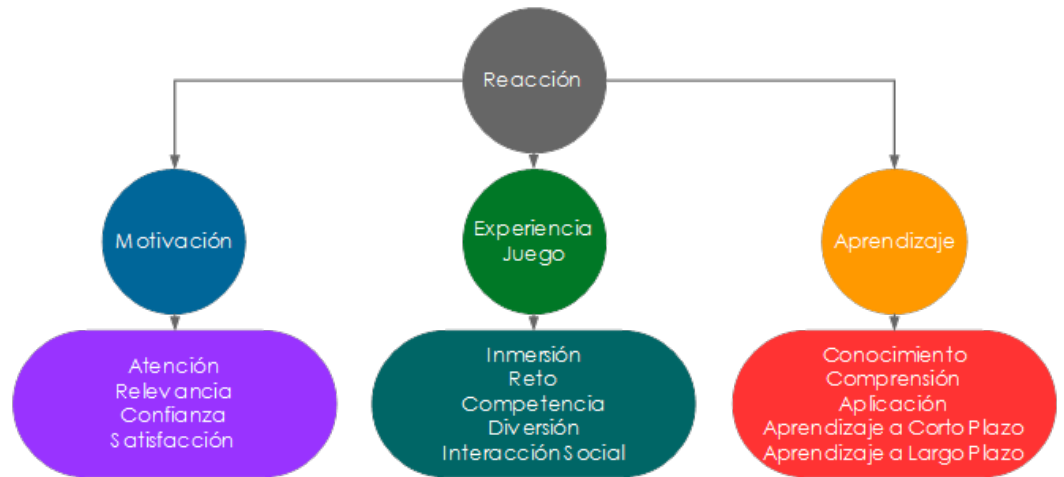 Reacción
Motivación
Experiencia
Juego
Aprendizaje
Atención
Relevancia
Confianza
Satisfacción
Inmersión
Reto
Competencia
Diversión
Interacción Social
Conocimiento
Comprensión
Aplicación
Aprendizaje a Corto Plazo
Aprendizaje a Largo Plazo